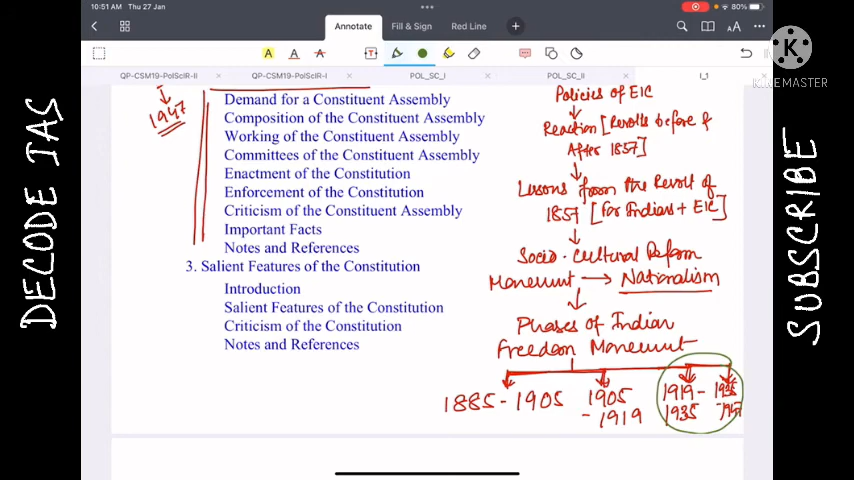 10:51 AM Thu 27 Jan
80%
Annotate
Fill & Sign
Red Line
AA
K
KINEMASTER
QP-CSM19-PolSciR-II
QP-CSM19-PolSciR-I
POL_SC_I
POL_SC_II
DECODE IAS
SUBSCRIBE
1947
Demand for a Constituent Assembly
Composition of the Constituent Assembly
Working of the Constituent Assembly
Committees of the Constituent Assembly
Enactment of the Constitution
Enforcement of the Constitution
Criticism of the Constituent Assembly
Important Facts
Notes and References
3. Salient Features of the Constitution
Introduction
Salient Features of the Constitution
Criticism of the Constitution
Notes and References
Policies of EIC
Reaction [Revolts before &
After 1857]
Lessons from the Revolt of
1857 [For Indians + EIC]
Socio-Cultural Reform
Movement → Nationalism
Phases of Indian
Freedom Movement
1885 - 1905
1905
- 1919
1919 -
1935
1935
- 1947